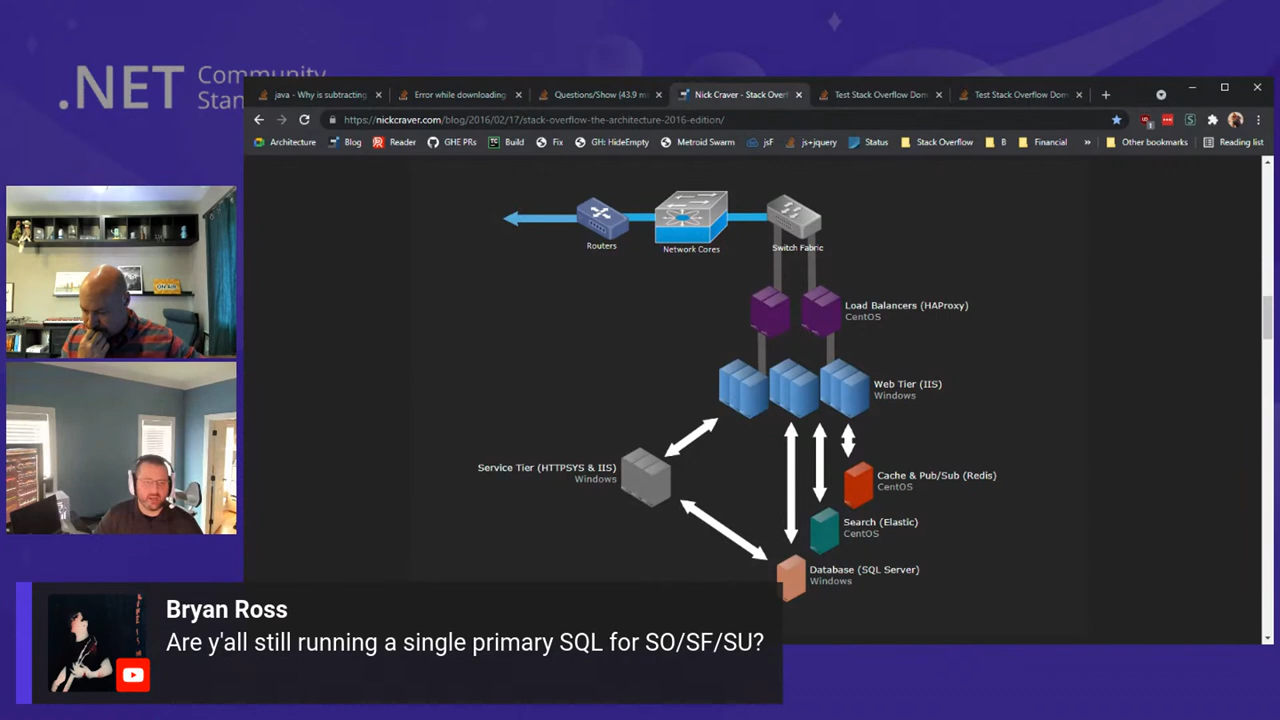 .NET Community
Stan
java - Why is subtracting
Error while downloading
Questions/Show (43.9 m
Nick Craver - Stack Overf
Test Stack Overflow Dom
Test Stack Overflow Dom
https://nickcraver.com/blog/2016/02/17/stack-overflow-the-architecture-2016-edition/
Architecture
Blog
Reader
GHE PRs
Build
Fix
GH: HideEmpty
Metroid Swarm
jsF
js+jquery
Status
Stack Overflow
B
Financial
»
Other bookmarks
Reading list
Routers
Network Cores
Switch Fabric
Load Balancers (HAProxy)
CentOS
Web Tier (IIS)
Windows
Service Tier (HTTPSYS & IIS)
Windows
Cache & Pub/Sub (Redis)
CentOS
Search (Elastic)
CentOS
Database (SQL Server)
Windows
Bryan Ross
Are y'all still running a single primary SQL for SO/SF/SU?